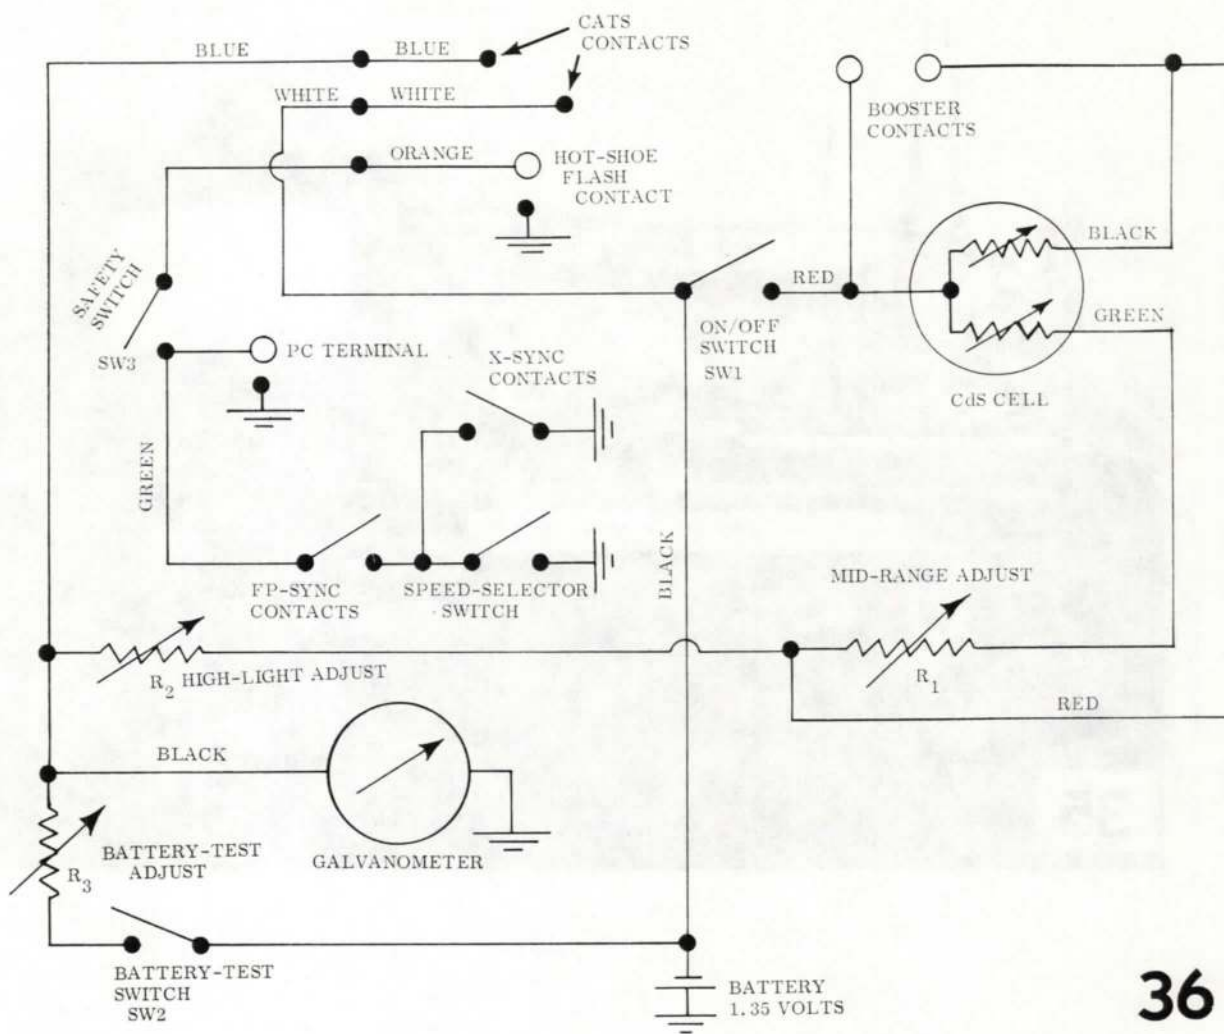 CATS
CONTACTS
BLUE
BLUE
WHITE
WHITE
BOOSTER
CONTACTS
ORANGE
HOT-SHOE
FLASH
CONTACT
BLACK
SAFETY
SWITCH
SW3
RED
GREEN
ON/OFF
SWITCH
SW1
PC TERMINAL
X-SYNC
CONTACTS
CdS CELL
GREEN
BLACK
FP-SYNC
CONTACTS
SPEED-SELECTOR
SWITCH
MID-RANGE ADJUST
R1
R2 HIGH-LIGHT ADJUST
RED
BLACK
BATTERY-TEST
ADJUST
R3
GALVANOMETER
BATTERY-TEST
SWITCH
SW2
BATTERY
1.35 VOLTS
36